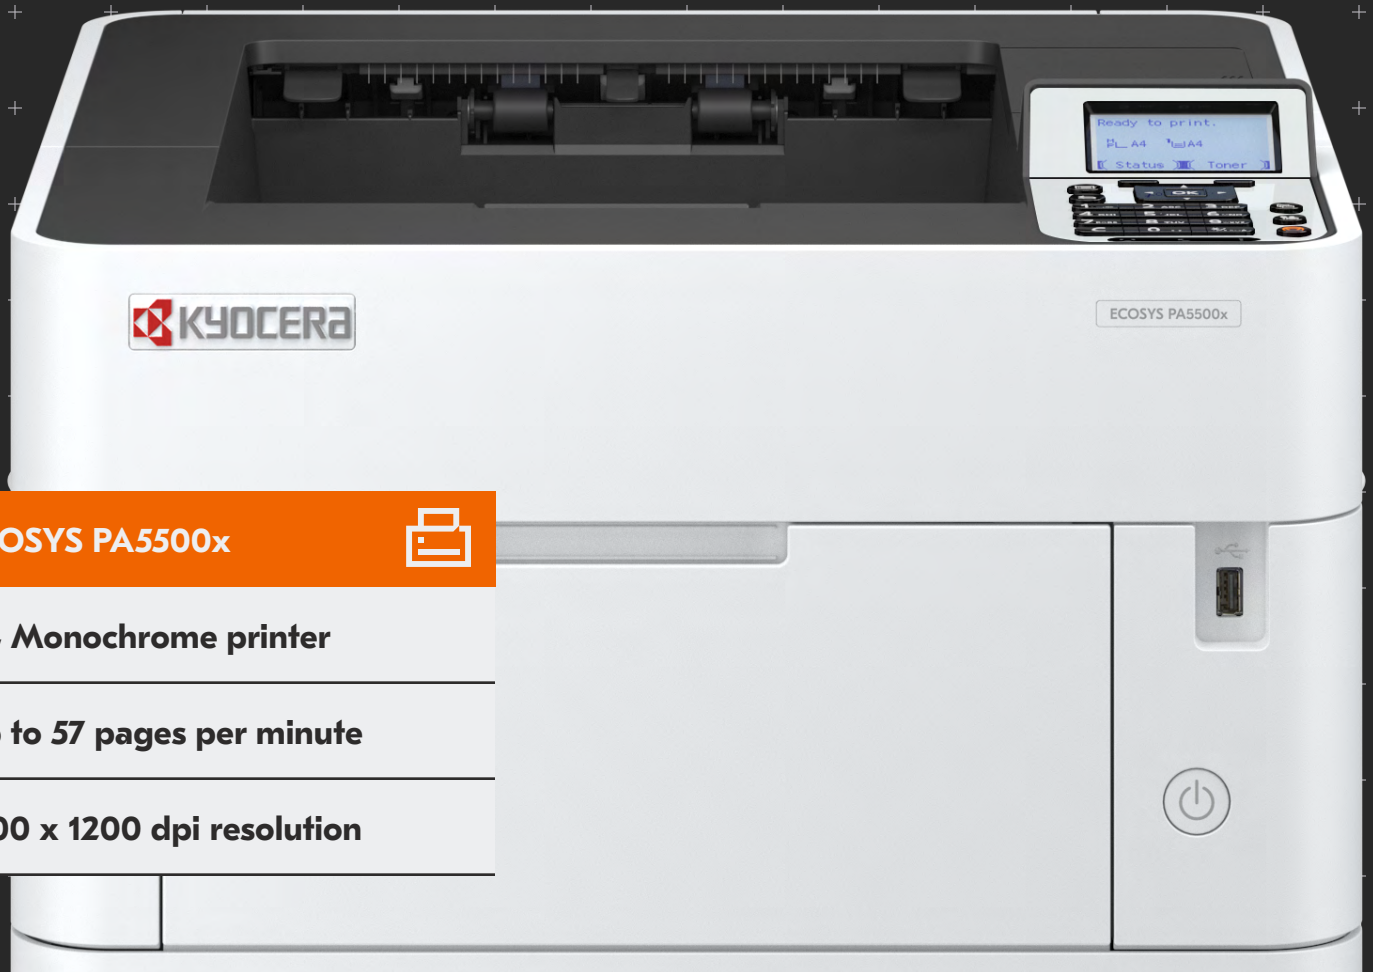 Ready to print.
A4 A4
Status Toner
OK
KYOCERA
ECOSYS PA5500x
OSYS PA5500x
Monochrome printer
to 57 pages per minute
00 x 1200 dpi resolution